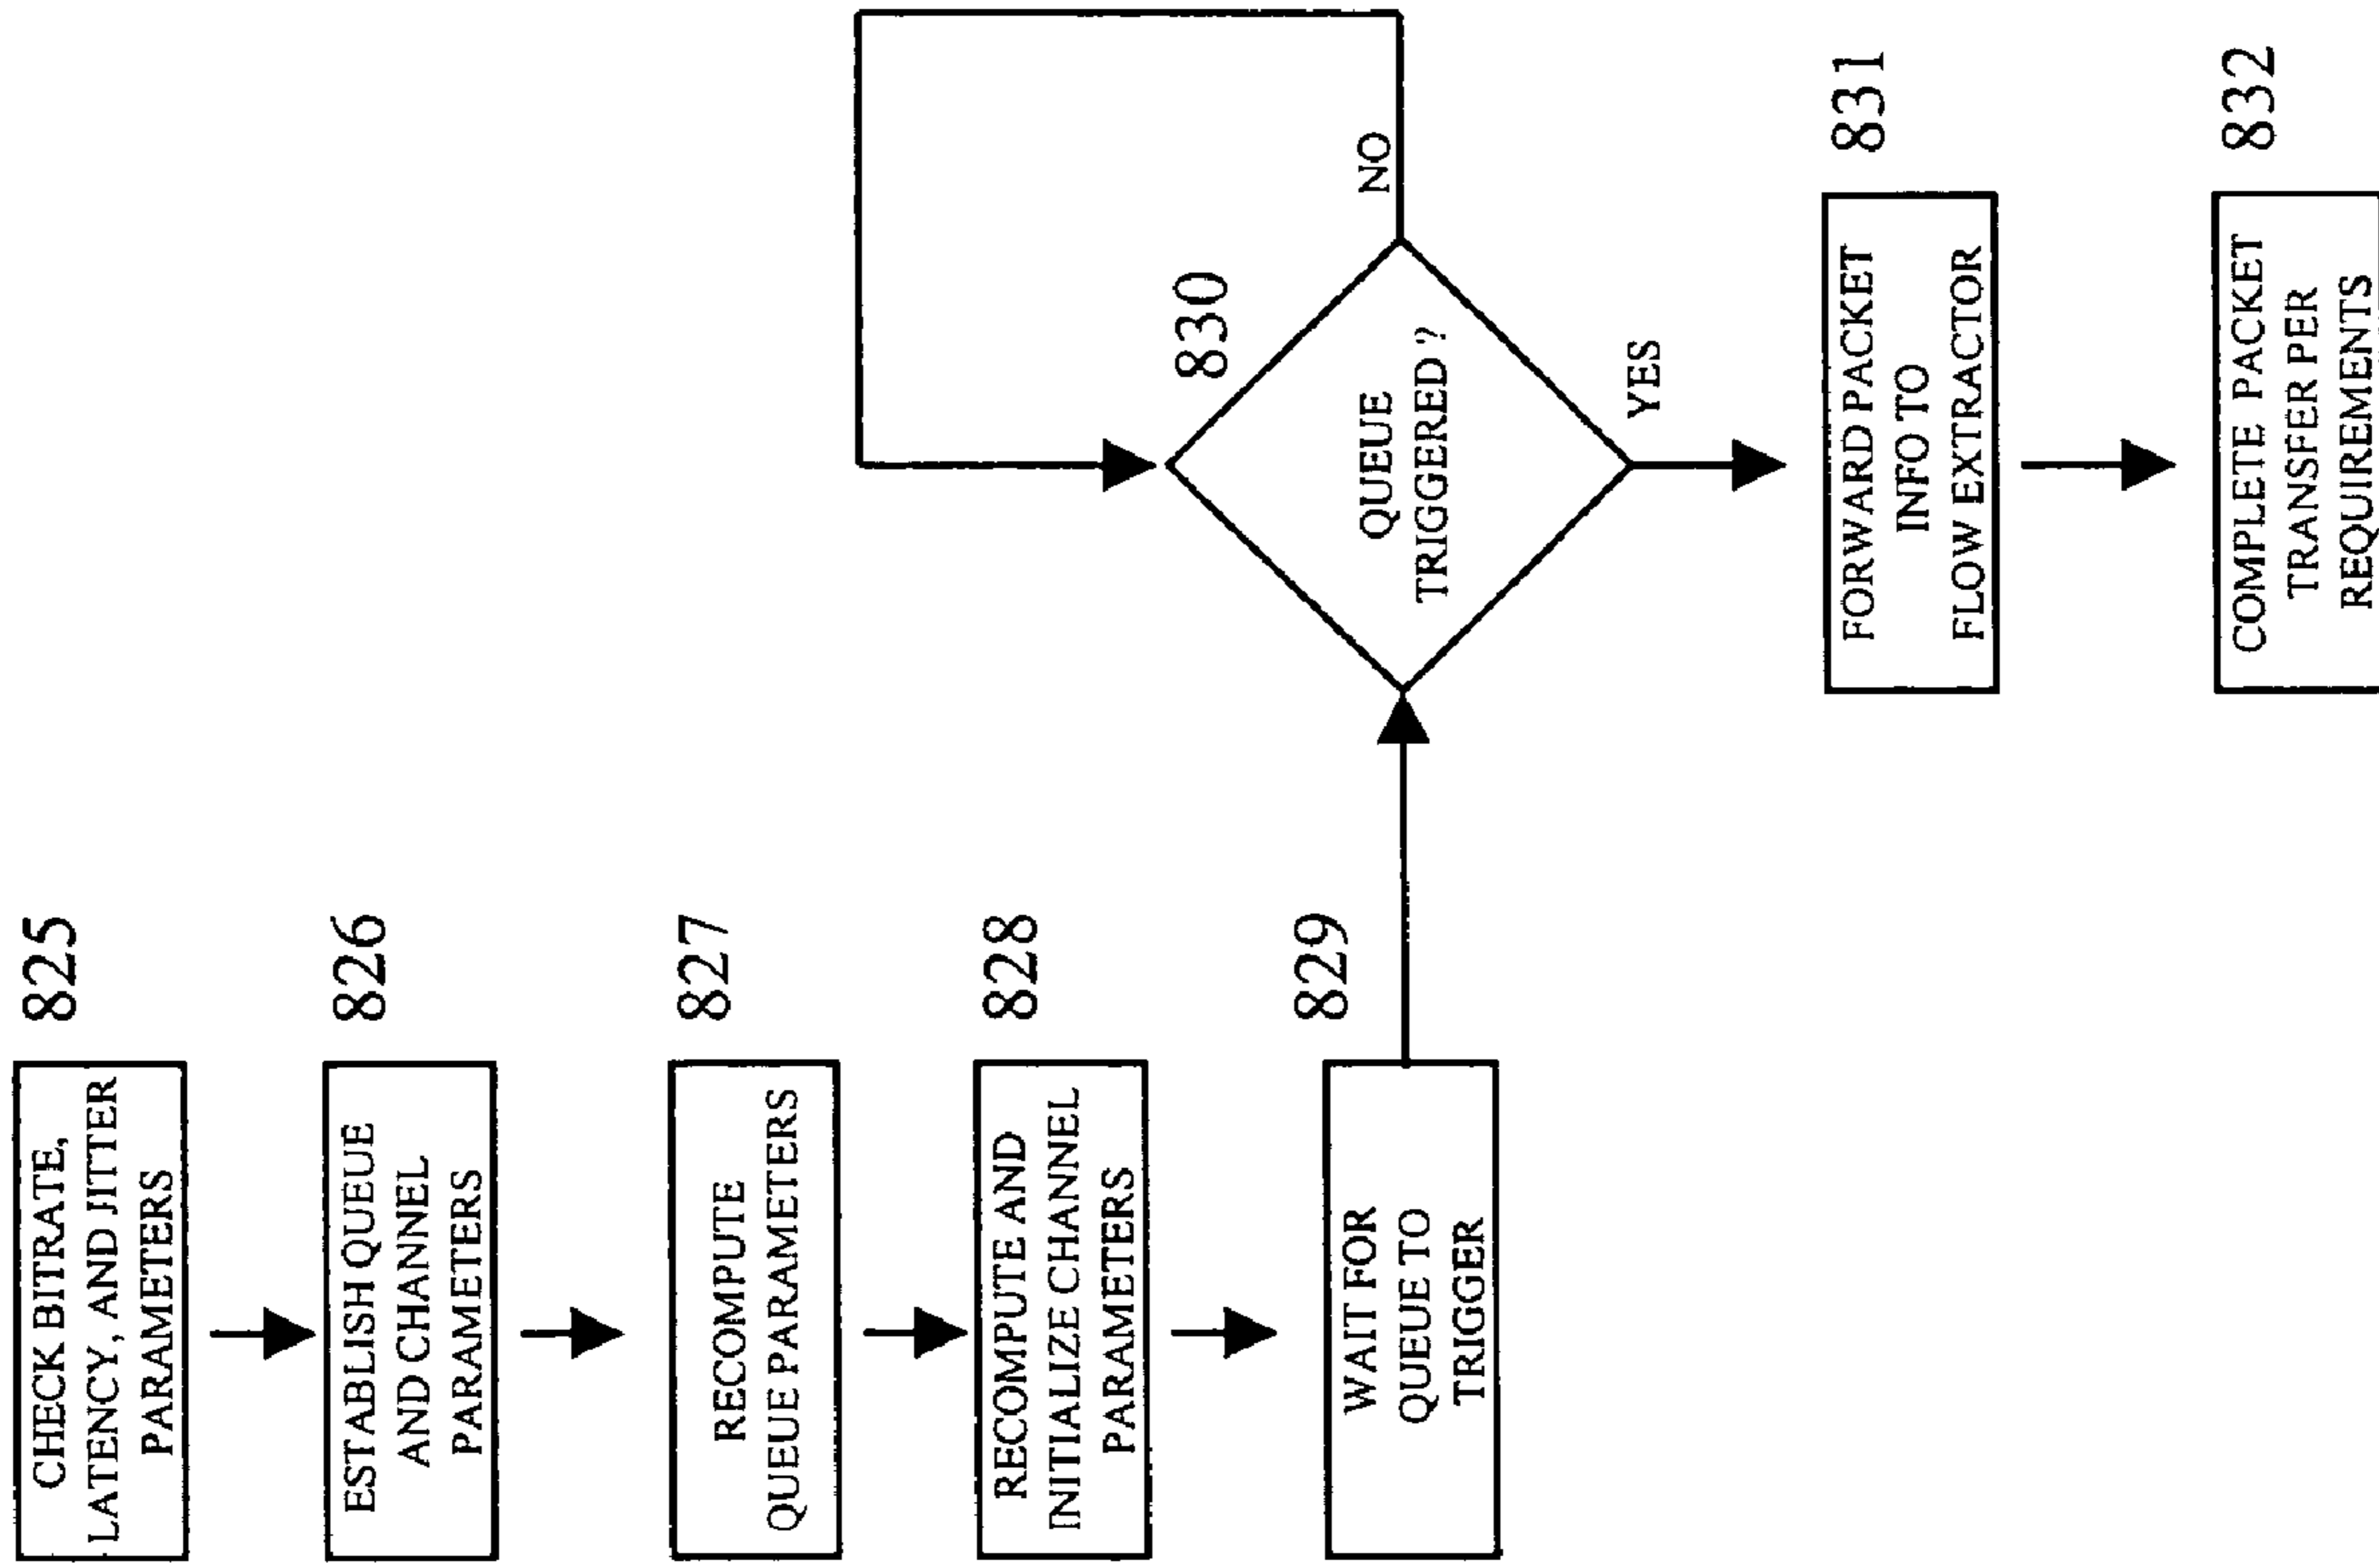 825
CHECK BITRATE,
LATENCY, AND JITTER
PARAMETERS
826
ESTABLISH QUEUE
AND CHANNEL
PARAMETERS
827
RECOMPUTE
QUEUE PARAMETERS
828
RECOMPUTE AND
INITIALIZE CHANNEL
PARAMETERS
829
WAIT FOR
QUEUE TO
TRIGGER
830
QUEUE
TRIGGERED ?
NO
YES
831
FORWARD PACKET
INFO TO
FLOW EXTRACTOR
832
COMPLETE PACKET
TRANSFER PER
REQUIREMENTS